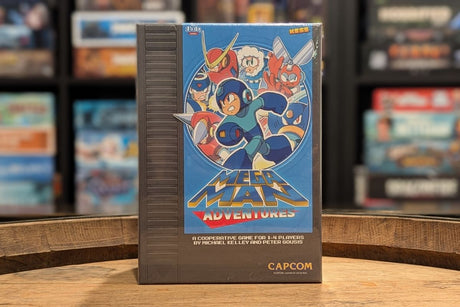 MEGA
MAN
ADVENTURES
A COOPERATIVE GAME FOR 1-4 PLAYERS
BY MICHAEL KELLEY AND PETER GOUSIS
CAPCOM